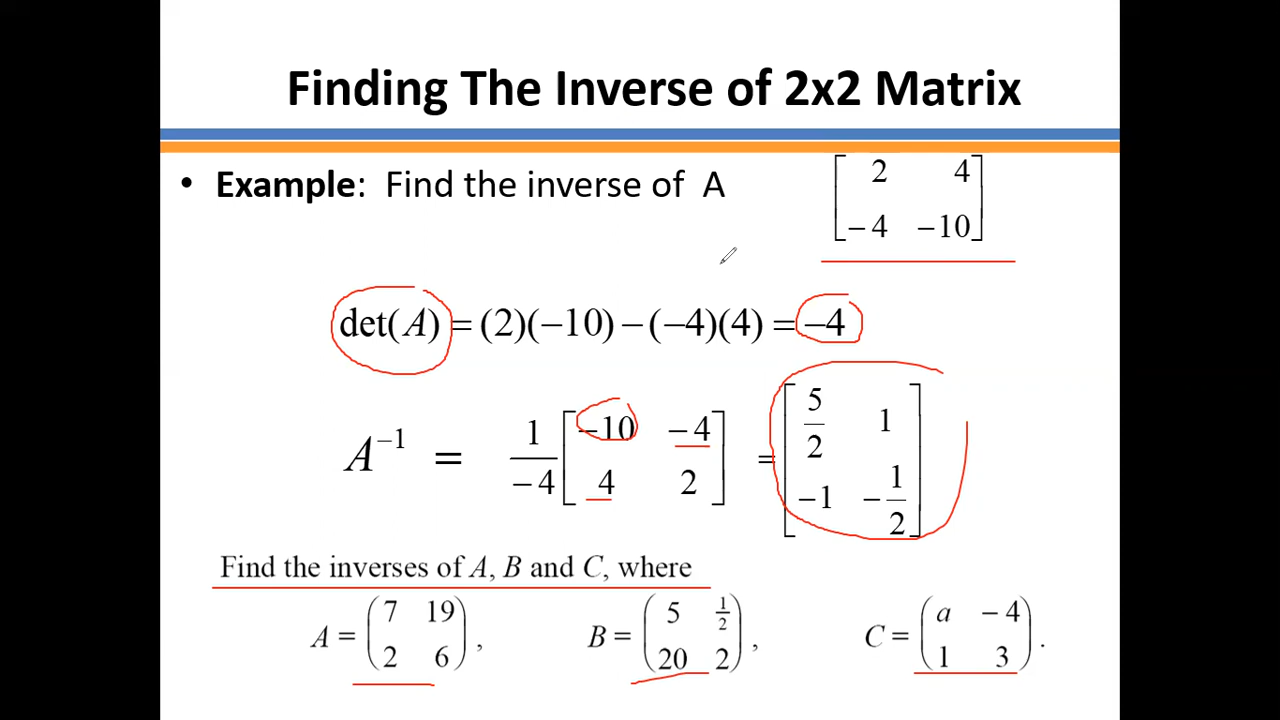 Finding The Inverse of 2x2 Matrix
• Example: Find the inverse of A
[ 2 4
−4 −10 ]
det(A) = (2)(−10) − (−4)(4) = −4
A⁻¹ = 1/−4 [ −10 −4
4 2 ]
= [ 5/2 1
−1 −1/2 ]
Find the inverses of A, B and C, where
A = ( 7 19
2 6 ) ,
B = ( 5 1/2
20 2 ) ,
C = ( a −4
1 3 ) .